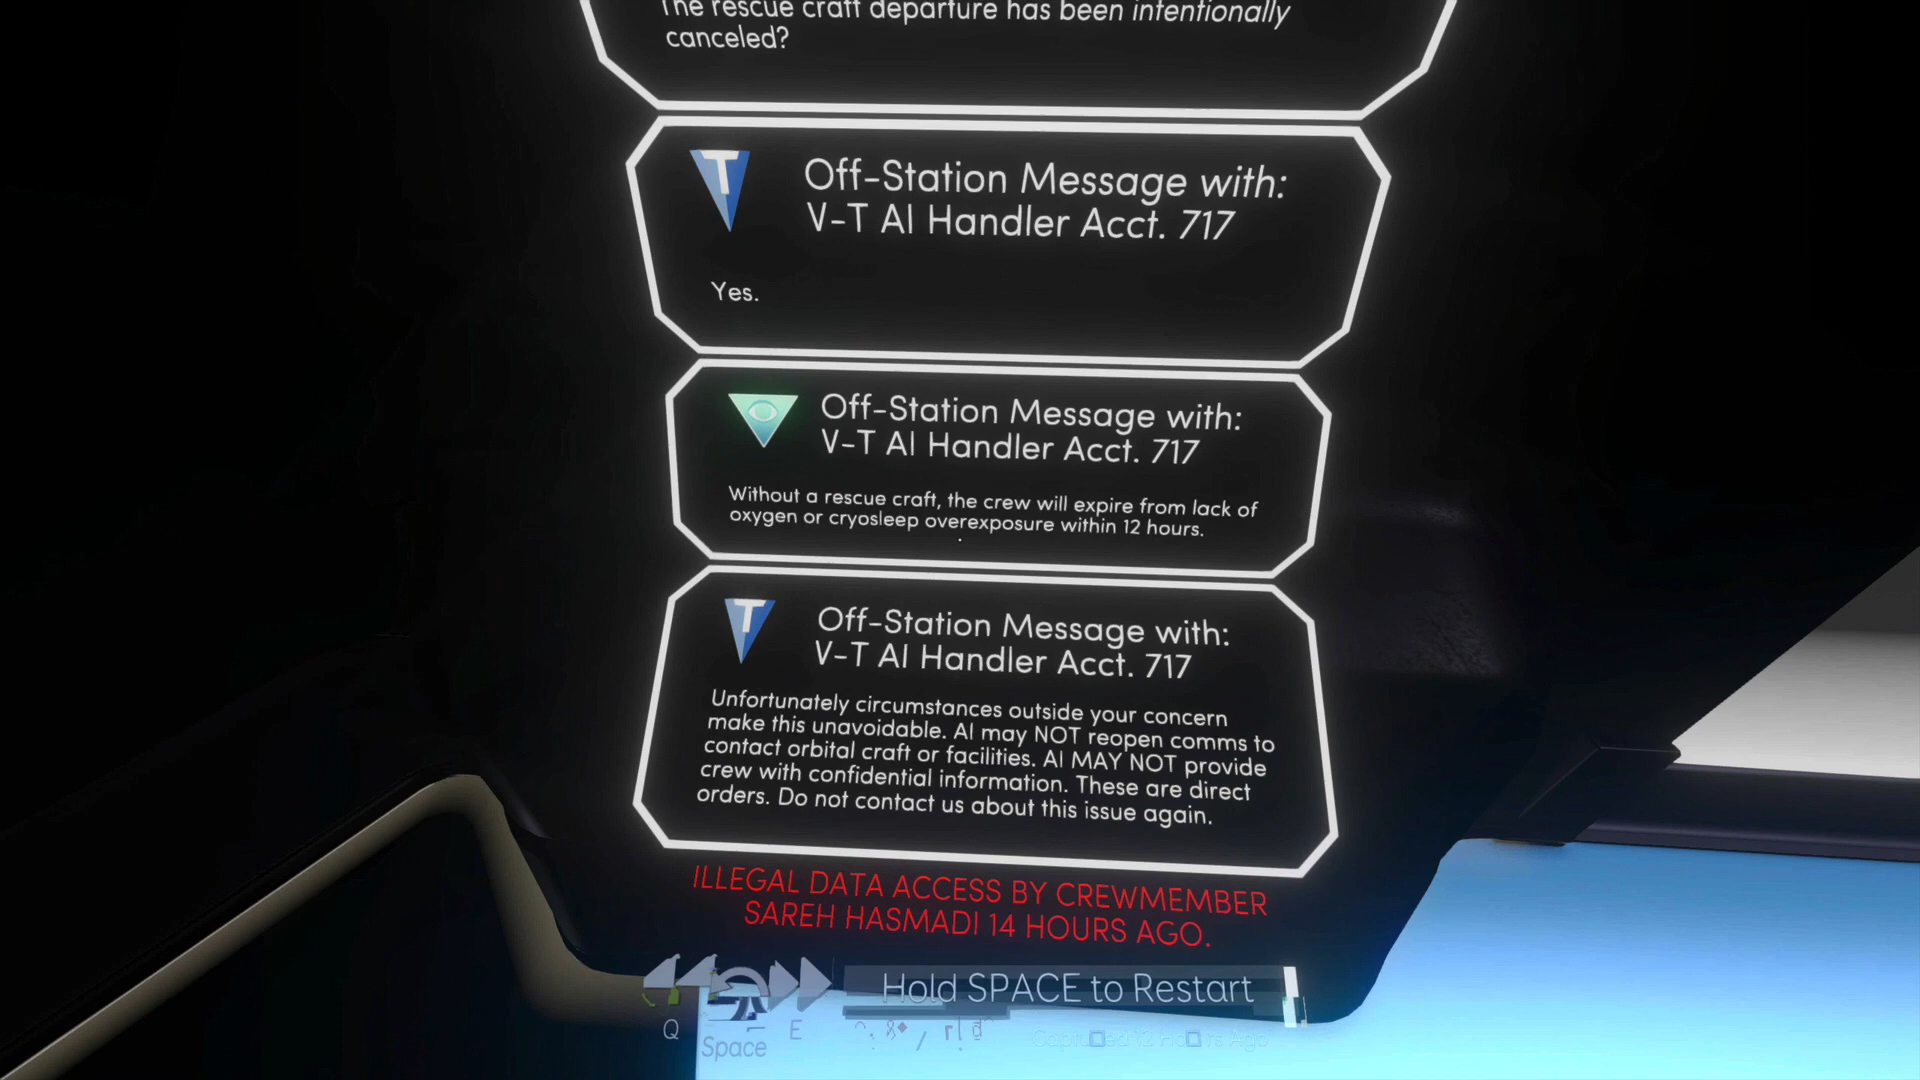 The rescue craft departure has been intentionally
canceled?
T
Off-Station Message with:
V-T AI Handler Acct. 717
Yes.
Off-Station Message with:
V-T AI Handler Acct. 717
Without a rescue craft, the crew will expire from lack of
oxygen or cryosleep overexposure within 12 hours.
T
Off-Station Message with:
V-T AI Handler Acct. 717
Unfortunately circumstances outside your concern
make this unavoidable. AI may NOT reopen comms to
contact orbital craft or facilities. AI MAY NOT provide
crew with confidential information. These are direct
orders. Do not contact us about this issue again.
ILLEGAL DATA ACCESS BY CREWMEMBER
SAREH HASMADI 14 HOURS AGO.
Hold SPACE to Restart
Q
Space
E